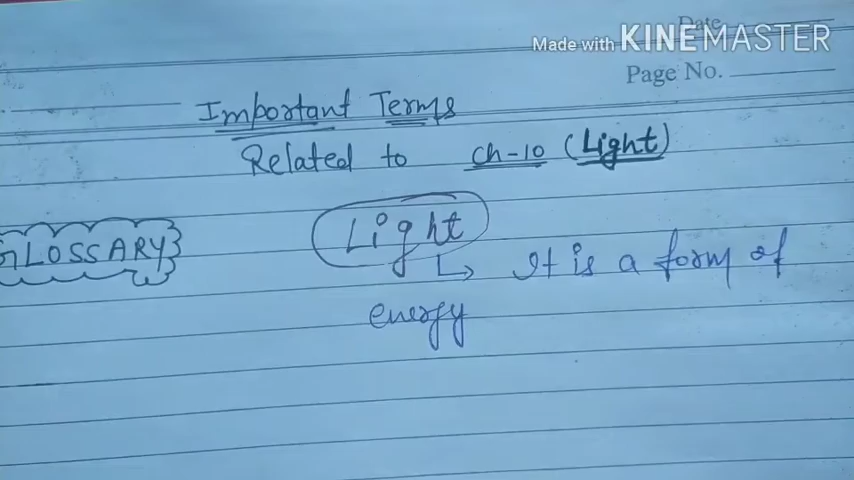 Date
Made with KINEMASTER
Page No.
Important Terms
Related to Ch-10 (Light)
GLOSSARY
Light
It is a form of
energy